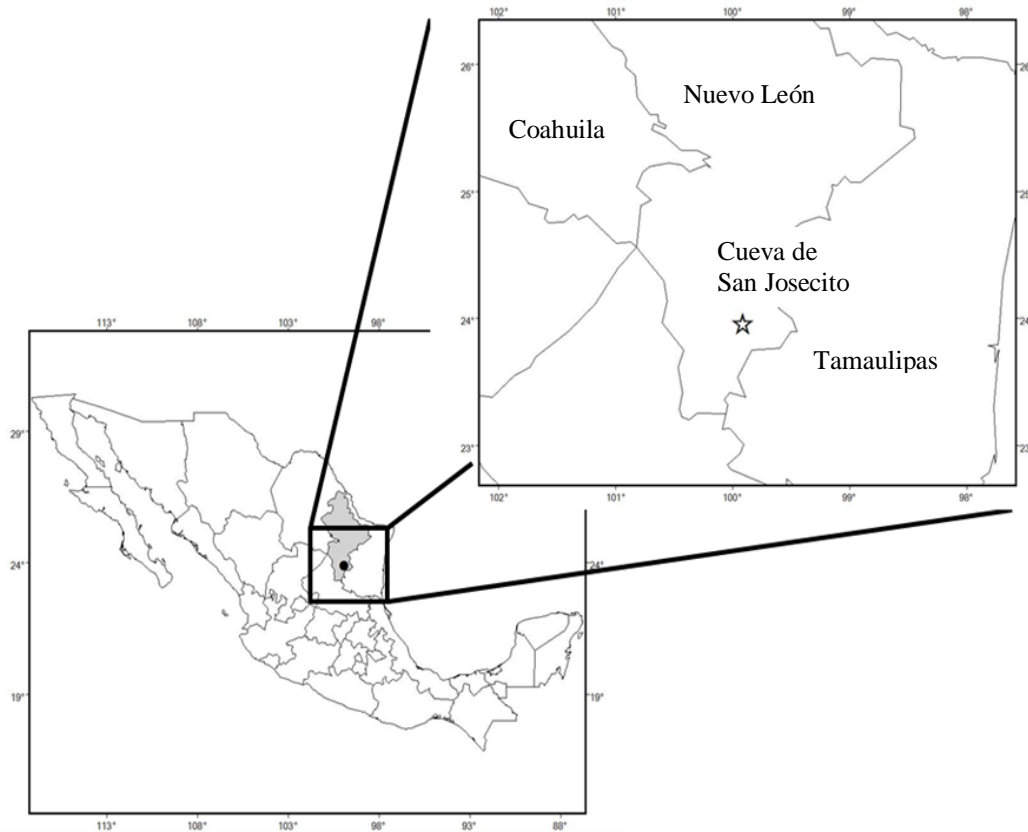 102° 101° 100° 99° 98°
26° 26°
Nuevo León
Coahuila
25° 25°
Cueva de
San Josecito
24° 24°
Tamaulipas
23° 23°
102° 101° 100° 99° 98°
113° 108° 103° 98°
29°
24° 24°
19° 19°
113° 108° 103° 98° 93° 88°